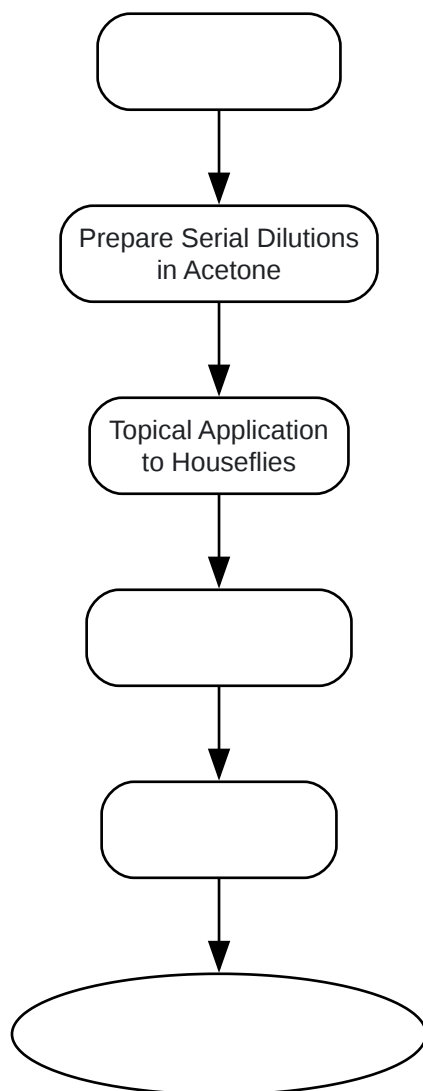 Prepare Serial Dilutions
in Acetone
Topical Application
to Houseflies